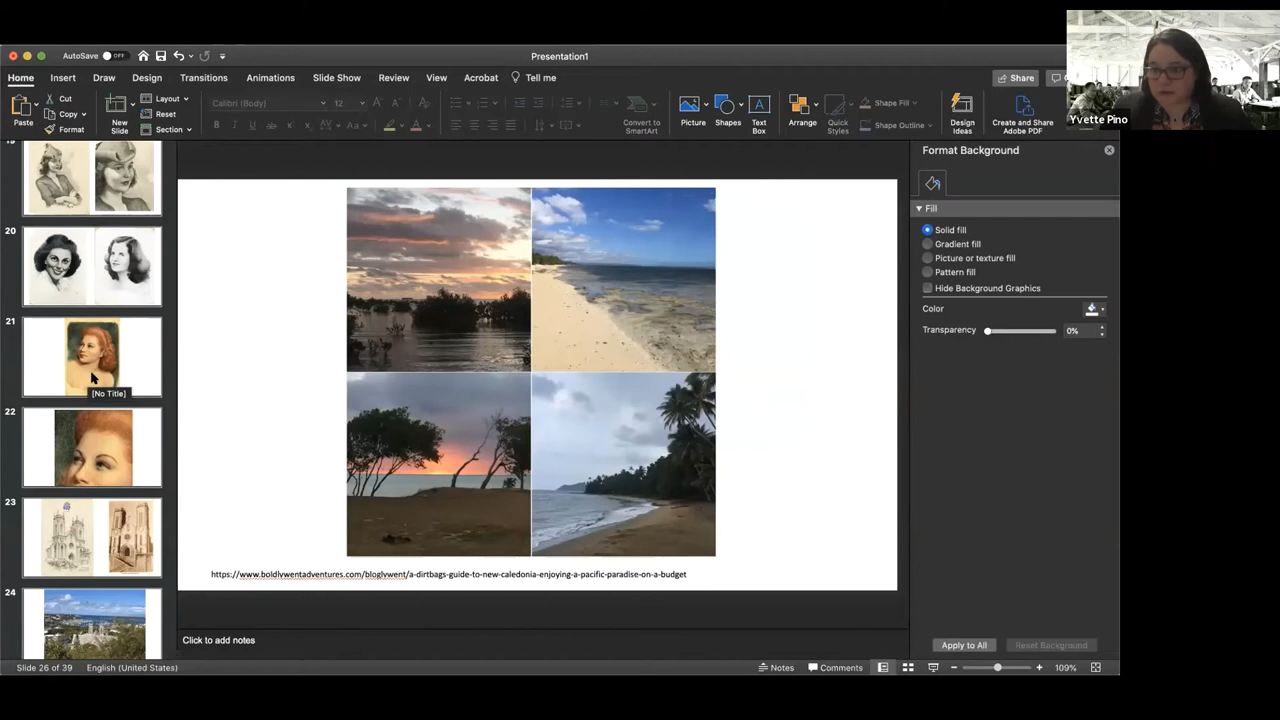 AutoSave OFF
Presentation1
Home Insert Draw Design Transitions Animations Slide Show Review View Acrobat Tell me
Share
Paste
Cut
Copy
Format
New Slide
Layout
Reset
Section
Calibri (Body) 12
Convert to SmartArt
Picture
Shapes
Text Box
Arrange
Quick Styles
Shape Fill
Shape Outline
Design Ideas
Create and Share Adobe PDF
Yvette Pino
Format Background
Fill
Solid fill
Gradient fill
Picture or texture fill
Pattern fill
Hide Background Graphics
Color
Transparency 0%
20
21
[No Title]
22
23
24
https://www.boldlywentadventures.com/bloglywent/a-dirtbags-guide-to-new-caledonia-enjoying-a-pacific-paradise-on-a-budget
Click to add notes
Apply to All Reset Background
Slide 26 of 39 English (United States) Notes Comments 109%